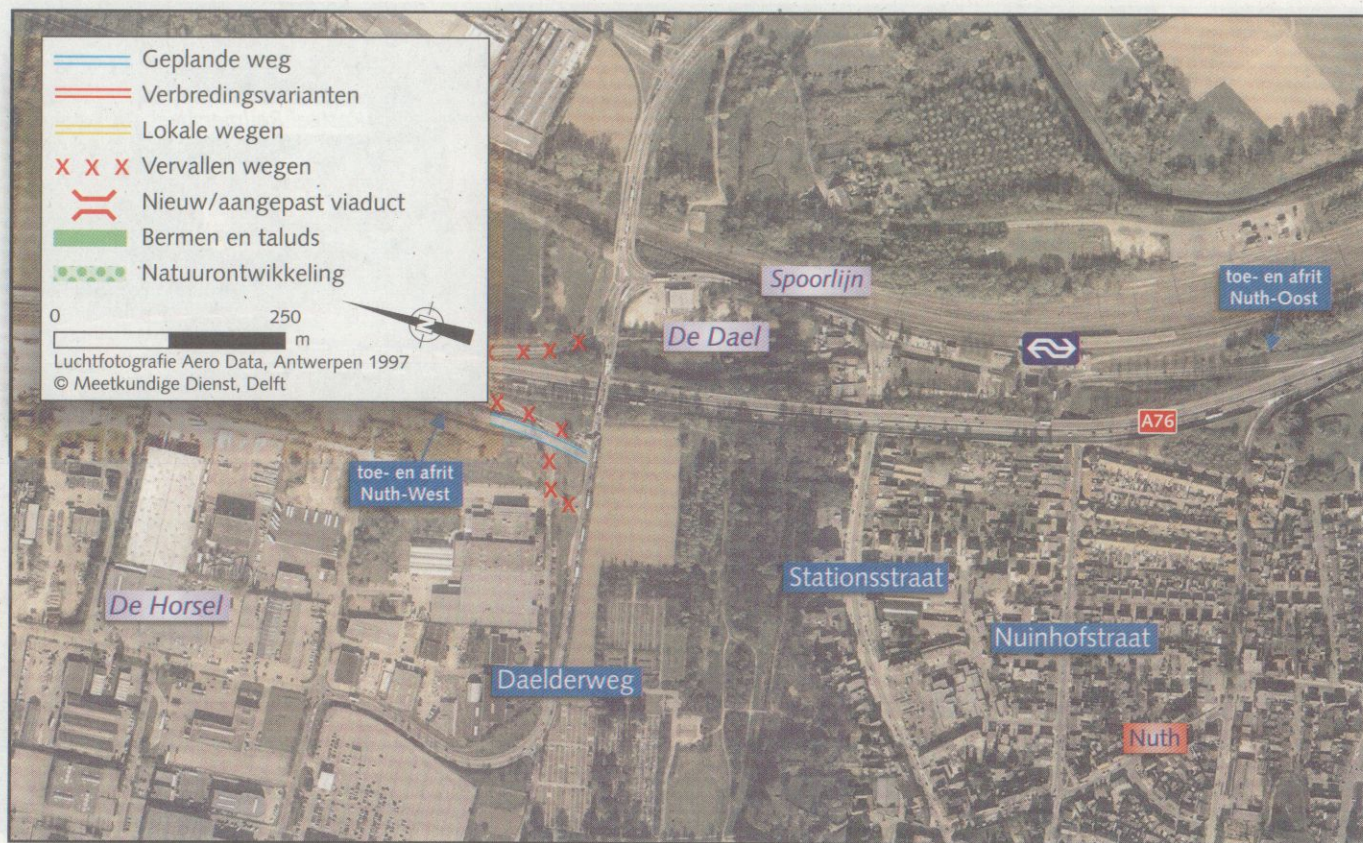 Geplande weg
Verbredingsvarianten
Lokale wegen
X X X Vervallen wegen
Nieuw/aangepast viaduct
Bermen en taluds
Natuurontwikkeling
0 250
m
N
Luchtfotografie Aero Data, Antwerpen 1997
© Meetkundige Dienst, Delft
Spoorlijn
toe- en afrit
Nuth-Oost
De Dael
A76
toe- en afrit
Nuth-West
Stationsstraat
De Horsel
Nuinhofstraat
Daelderweg
Nuth